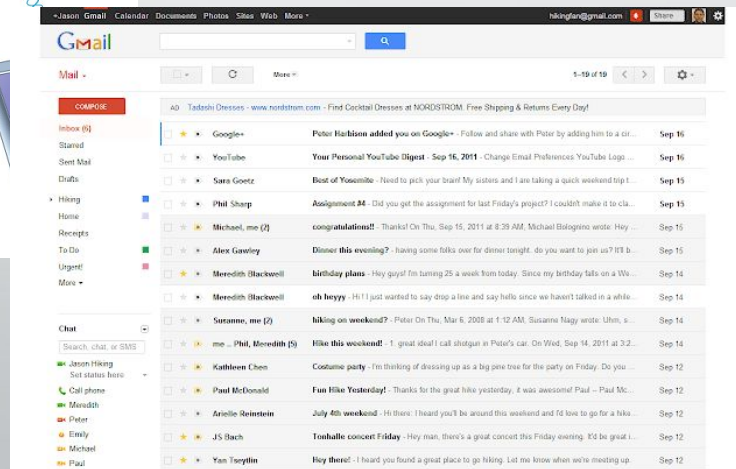 +Jason Gmail Calendar Documents Photos Sites Web More
hikingfan@gmail.com Share
Gmail
Mail
More
1–19 of 19
COMPOSE
AD Tadashi Dresses - www.nordstrom.com - Find Cocktail Dresses at NORDSTROM. Free Shipping & Returns Every Day!
Inbox (6)
Starred
Sent Mail
Drafts
Hiking
Home
Receipts
To Do
Urgent!
More
Google+ Peter Harbison added you on Google+ - Follow and share with Peter by adding him to a cir... Sep 16
YouTube Your Personal YouTube Digest - Sep 16, 2011 - Change Email Preferences YouTube Logo ... Sep 16
Sara Goetz Best of Yosemite - Need to pick your brain! My sisters and I are taking a quick weekend trip t... Sep 15
Phil Sharp Assignment #4 - Did you get the assignment for last Friday's project? I couldn't make it to cla... Sep 15
Michael, me (2) congratulations!! - Thanks! On Thu, Sep 15, 2011 at 8:39 AM, Michael Bolognino wrote: Hey ... Sep 15
Alex Gawley Dinner this evening? - having some folks over for dinner tonight. do you want to join us? It'll b... Sep 15
Meredith Blackwell birthday plans - Hey guys! I'm turning 25 a week from today. Since my birthday falls on a We... Sep 14
Meredith Blackwell oh heyyy - Hi! I just wanted to say drop a line and say hello since we haven't talked in a while... Sep 14
Susanne, me (2) hiking on weekend? - Peter On Thu, Mar 6, 2008 at 1:12 AM, Susanne Nagy wrote: Uhm, s... Sep 14
me .. Phil, Meredith (5) Hike this weekend! - 1. great idea! I call shotgun in Peter's car. On Wed, Sep 14, 2011 at 3:2... Sep 14
Kathleen Chen Costume party - I'm thinking of dressing up as a big pine tree for the party on Friday. Do you ... Sep 12
Paul McDonald Fun Hike Yesterday! - Thanks for the great hike yesterday, it was awesome! Paul -- Paul Mc... Sep 12
Arielle Reinstein July 4th weekend - Hi there: I heard you'll be around this weekend and I'd love to go for a hike... Sep 12
JS Bach Tonhalle concert Friday - Hey man, there's a great concert this Friday evening. It'd be great i... Sep 12
Yan Tseytlin Hey there! - I heard you found a great place to go hiking. Let me know when we're meeting up. Sep 12
Chat
Search, chat, or SMS
Jason Hiking
Set status here
Call phone
Meredith
Peter
Emily
Michael
Paul